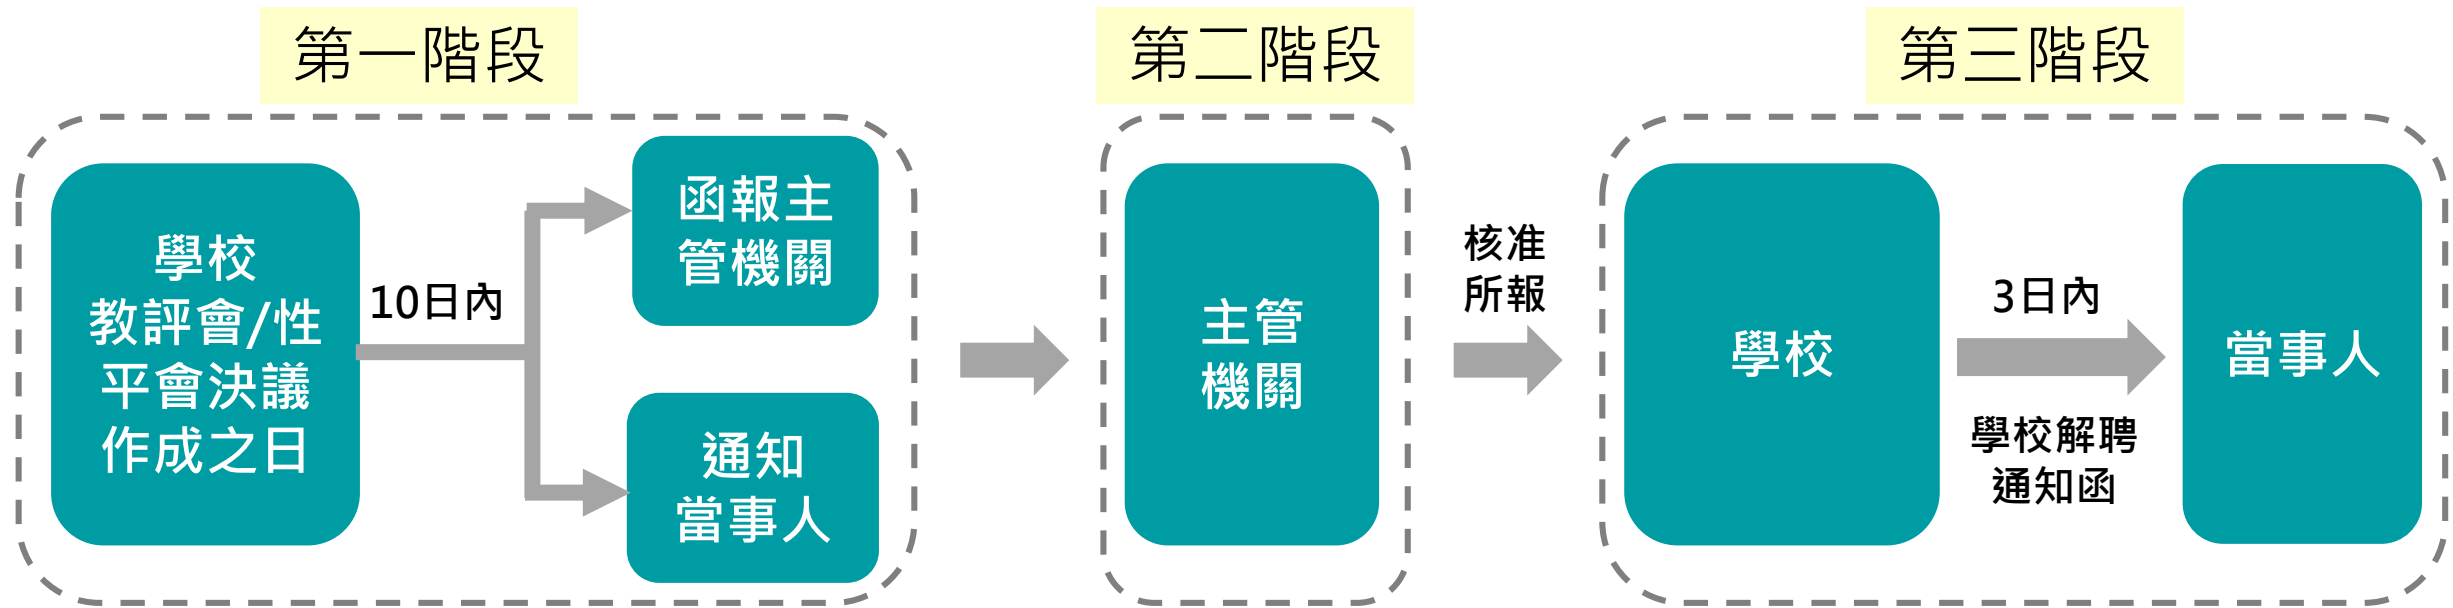 第一階段
學校
教評會/性
平會決議
作成之日
10日內
函報主
管機關
通知
當事人
第二階段
主管
機關
核准
所報
第三階段
學校
3日內
學校解聘
通知函
當事人